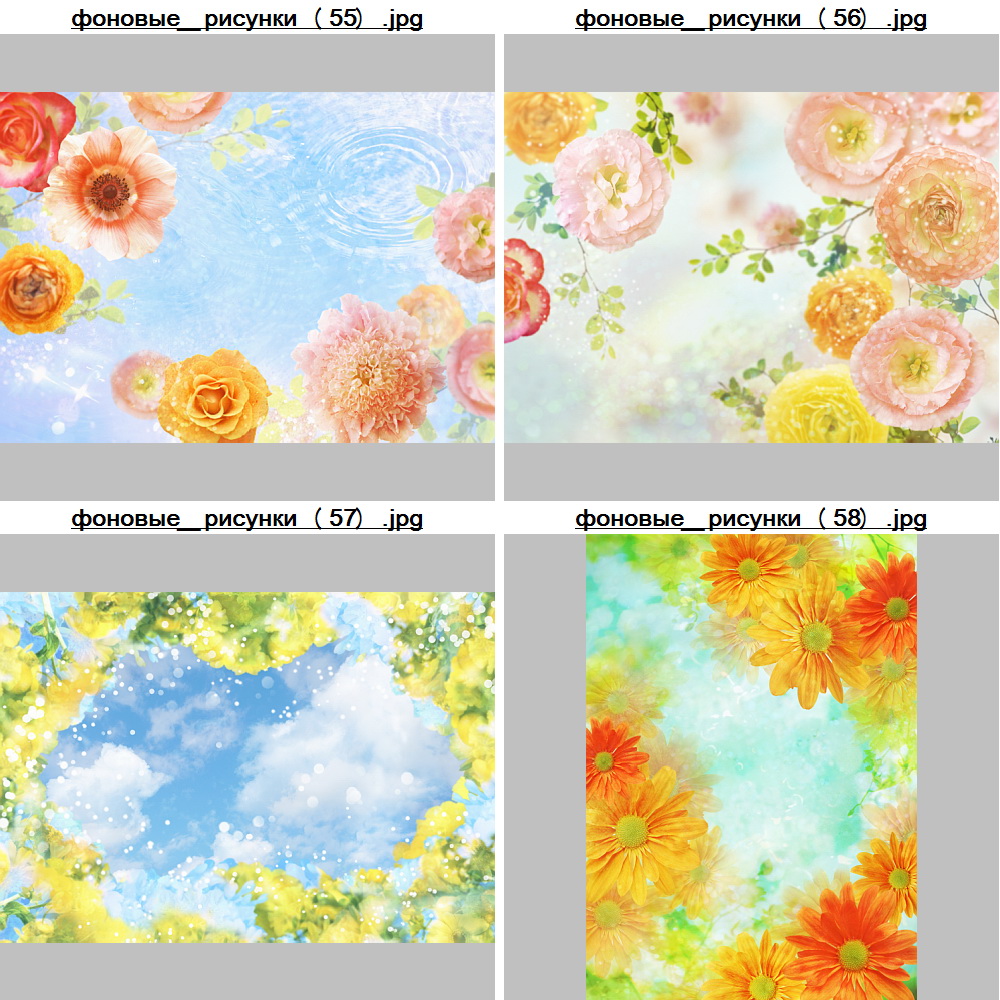 фоновые__рисунки (55) .jpg
фоновые__рисунки (56) .jpg
фоновые__рисунки (57) .jpg
фоновые__рисунки (58) .jpg